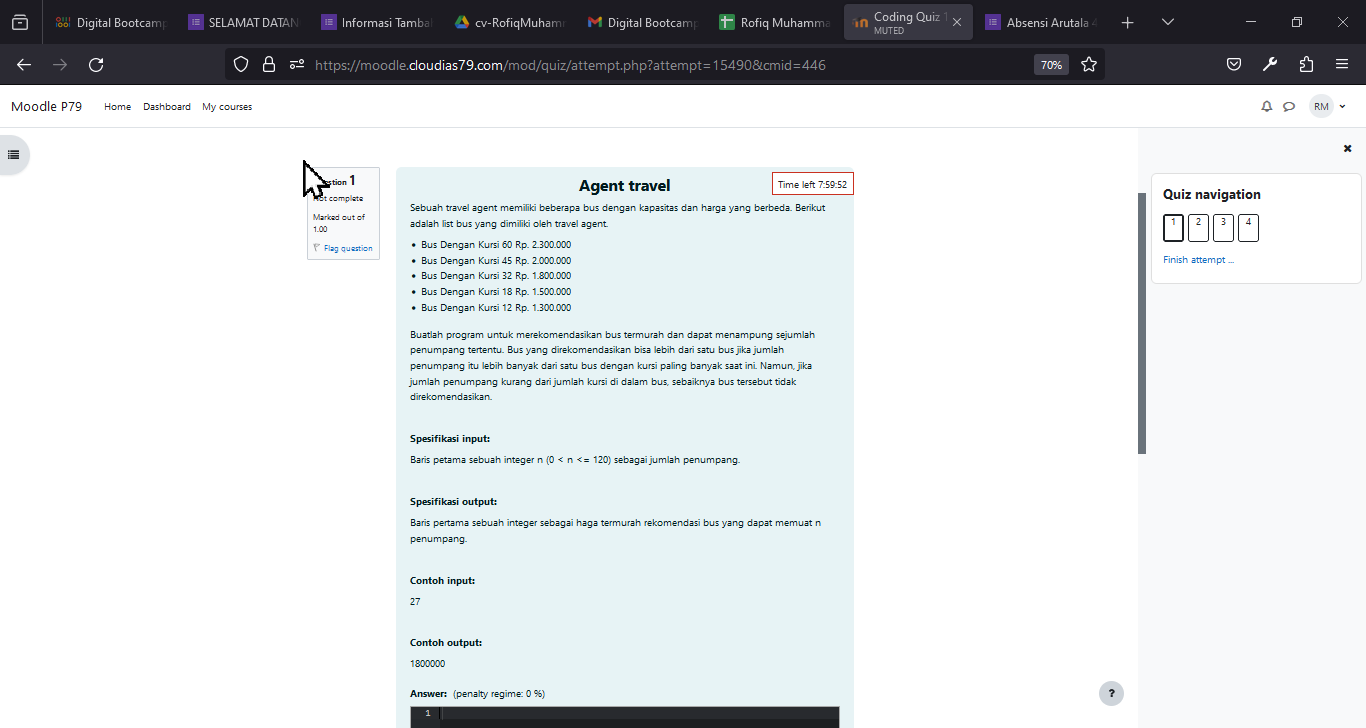 Digital Bootcamp
SELAMAT DATAN
Informasi Tamba
cv-RofiqMuhamm
Digital Bootcamp
Rofiq Muhamma
Coding Quiz 1
MUTED
Absensi Arutala 4
https://moodle.cloudias79.com/mod/quiz/attempt.php?attempt=15490&cmid=446
70%
Moodle P79
Home
Dashboard
My courses
RM
1
Not complete
Marked out of
1.00
Flag question
Agent travel
Time left 7:59:52
Sebuah travel agent memiliki beberapa bus dengan kapasitas dan harga yang berbeda. Berikut
adalah list bus yang dimiliki oleh travel agent.
• Bus Dengan Kursi 60 Rp. 2.300.000
• Bus Dengan Kursi 45 Rp. 2.000.000
• Bus Dengan Kursi 32 Rp. 1.800.000
• Bus Dengan Kursi 18 Rp. 1.500.000
• Bus Dengan Kursi 12 Rp. 1.300.000
Buatlah program untuk merekomendasikan bus termurah dan dapat menampung sejumlah
penumpang tertentu. Bus yang direkomendasikan bisa lebih dari satu bus jika jumlah
penumpang itu lebih banyak dari satu bus dengan kursi paling banyak saat ini. Namun, jika
jumlah penumpang kurang dari jumlah kursi di dalam bus, sebaiknya bus tersebut tidak
direkomendasikan.
Spesifikasi input:
Baris petama sebuah integer n (0 < n <= 120) sebagai jumlah penumpang.
Spesifikasi output:
Baris pertama sebuah integer sebagai haga termurah rekomendasi bus yang dapat memuat n
penumpang.
Contoh input:
27
Contoh output:
1800000
Answer: (penalty regime: 0 %)
1
Quiz navigation
1 2 3 4
Finish attempt ...
?